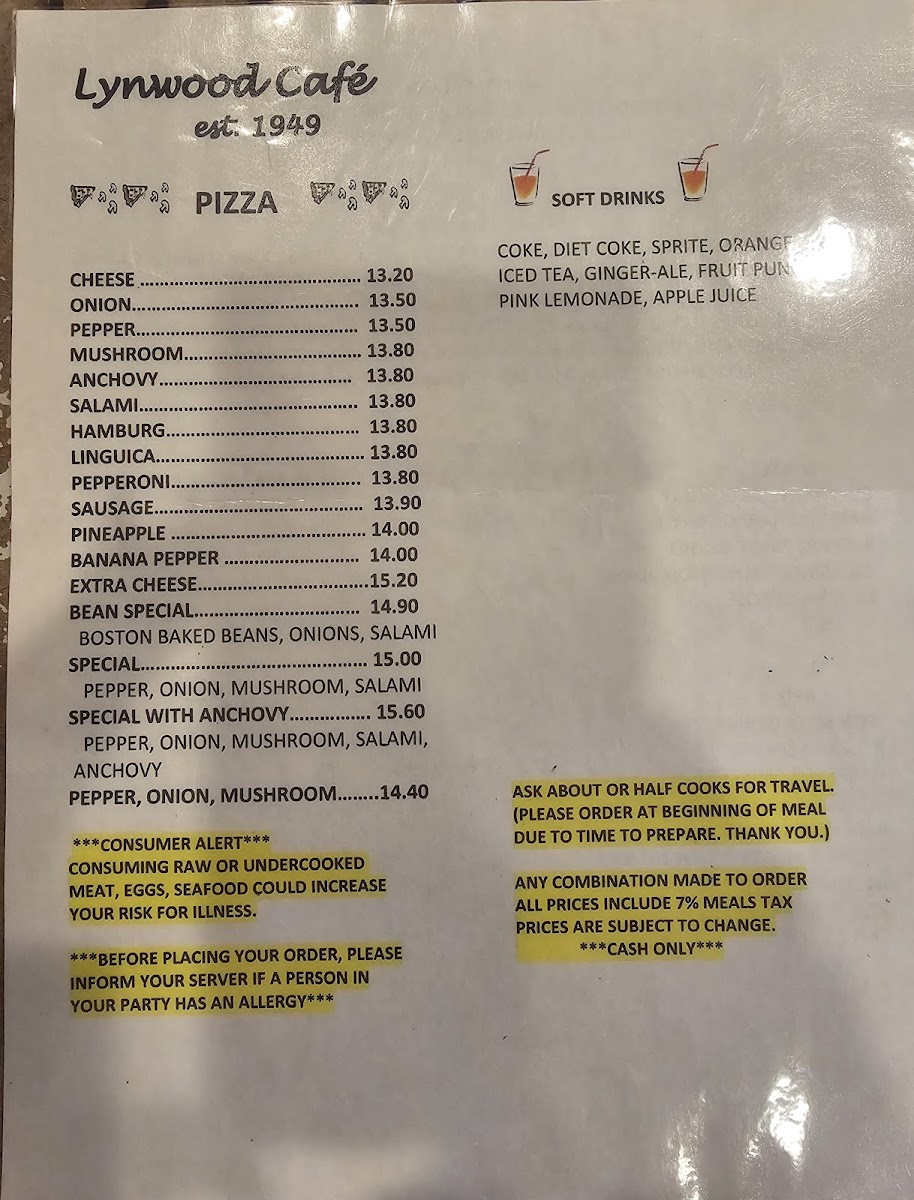 Lynwood Café
est. 1949
PIZZA
CHEESE ............................................ 13.20
ONION............................................. 13.50
PEPPER............................................ 13.50
MUSHROOM................................... 13.80
ANCHOVY...................................... 13.80
SALAMI............................................ 13.80
HAMBURG...................................... 13.80
LINGUICA......................................... 13.80
PEPPERONI..................................... 13.80
SAUSAGE......................................... 13.90
PINEAPPLE ....................................... 14.00
BANANA PEPPER ........................... 14.00
EXTRA CHEESE..................................15.20
BEAN SPECIAL................................. 14.90
BOSTON BAKED BEANS, ONIONS, SALAMI
SPECIAL............................................. 15.00
PEPPER, ONION, MUSHROOM, SALAMI
SPECIAL WITH ANCHOVY................ 15.60
PEPPER, ONION, MUSHROOM, SALAMI,
ANCHOVY
PEPPER, ONION, MUSHROOM........14.40
***CONSUMER ALERT***
CONSUMING RAW OR UNDERCOOKED
MEAT, EGGS, SEAFOOD COULD INCREASE
YOUR RISK FOR ILLNESS.
***BEFORE PLACING YOUR ORDER, PLEASE
INFORM YOUR SERVER IF A PERSON IN
YOUR PARTY HAS AN ALLERGY***
SOFT DRINKS
COKE, DIET COKE, SPRITE, ORANGE
ICED TEA, GINGER-ALE, FRUIT
PINK LEMONADE, APPLE JUICE
ASK ABOUT OR HALF COOKS FOR TRAVEL.
(PLEASE ORDER AT BEGINNING OF MEAL
DUE TO TIME TO PREPARE. THANK YOU.)
ANY COMBINATION MADE TO ORDER
ALL PRICES INCLUDE 7% MEALS TAX
PRICES ARE SUBJECT TO CHANGE.
***CASH ONLY***